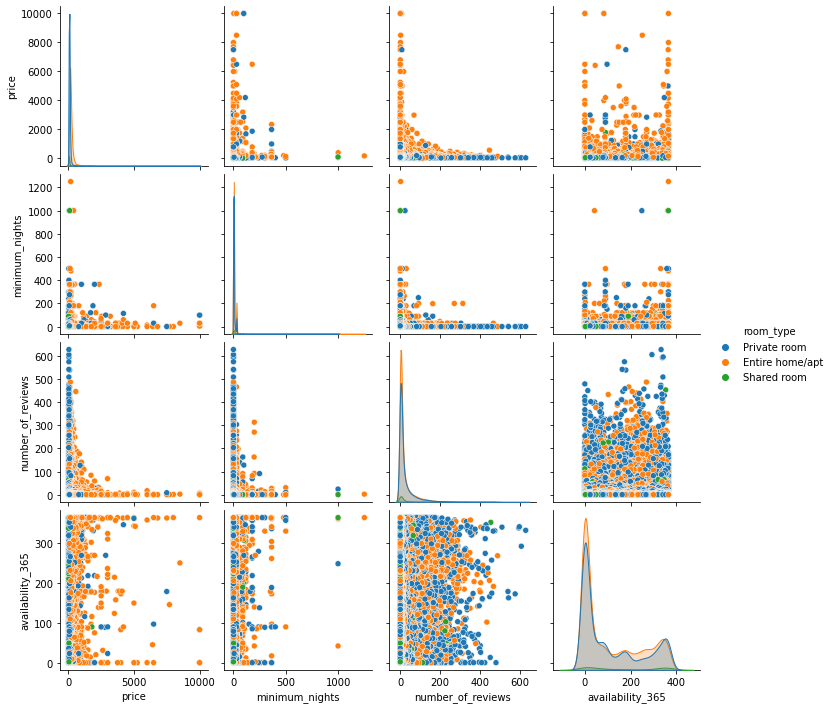 price
10000
8000
6000
4000
2000
0
minimum_nights
1200
1000
800
600
400
200
0
number_of_reviews
600
500
400
300
200
100
0
availability_365
300
200
100
0
0 5000 10000
price
0 500 1000
minimum_nights
0 200 400 600
number_of_reviews
0 200 400
availability_365
room_type
Private room
Entire home/apt
Shared room